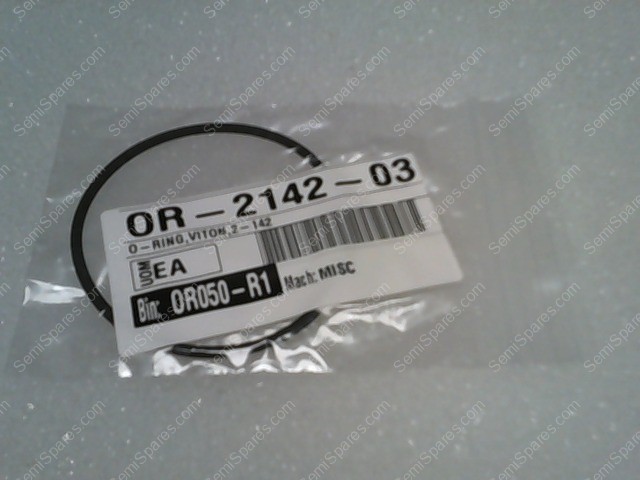 OR-2142-03
O-RING,VITON,2-142
UOM EA
Bin: OR050-R1 Mach: MISC
SemiSpares.com